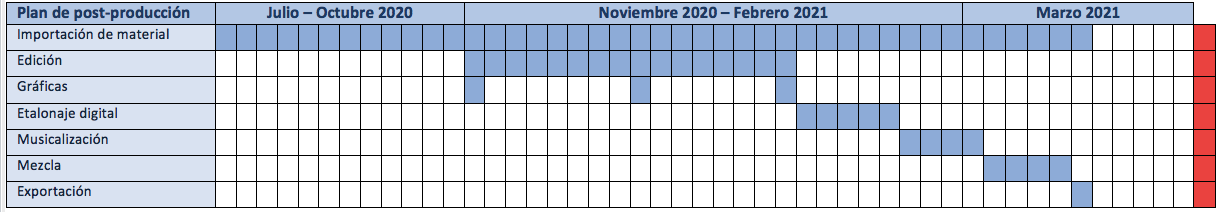 Plan de post-producción Julio – Octubre 2020 Noviembre 2020 – Febrero 2021 Marzo 2021
Importación de material
Edición
Gráficas
Etalonaje digital
Musicalización
Mezcla
Exportación